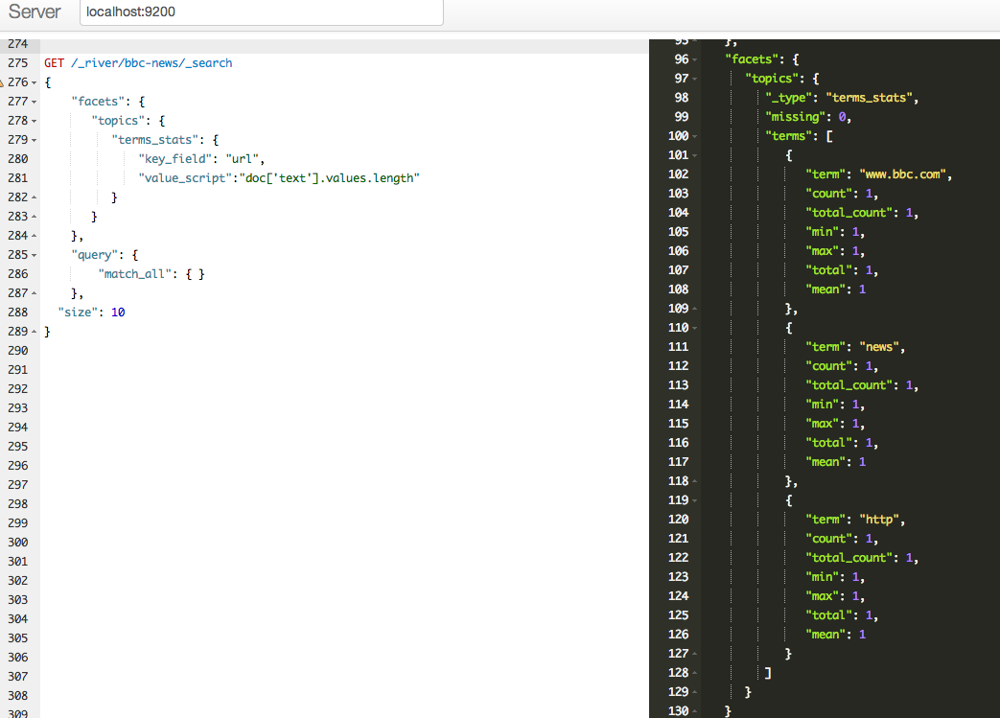 Server localhost:9200
274
275 GET /_river/bbc-news/_search
276 {
277 "facets": {
278 "topics": {
279 "terms_stats": {
280 "key_field": "url",
281 "value_script":"doc['text'].values.length"
282 }
283 }
284 },
285 "query": {
286 "match_all": { }
287 },
288 "size": 10
289 }
290
291
292
293
294
295
296
297
298
299
300
301
302
303
304
305
306
307
308
309
95 },
96 "facets": {
97 "topics": {
98 "_type": "terms_stats",
99 "missing": 0,
100 "terms": [
101 {
102 "term": "www.bbc.com",
103 "count": 1,
104 "total_count": 1,
105 "min": 1,
106 "max": 1,
107 "total": 1,
108 "mean": 1
109 },
110 {
111 "term": "news",
112 "count": 1,
113 "total_count": 1,
114 "min": 1,
115 "max": 1,
116 "total": 1,
117 "mean": 1
118 },
119 {
120 "term": "http",
121 "count": 1,
122 "total_count": 1,
123 "min": 1,
124 "max": 1,
125 "total": 1,
126 "mean": 1
127 }
128 ]
129 }
130 }